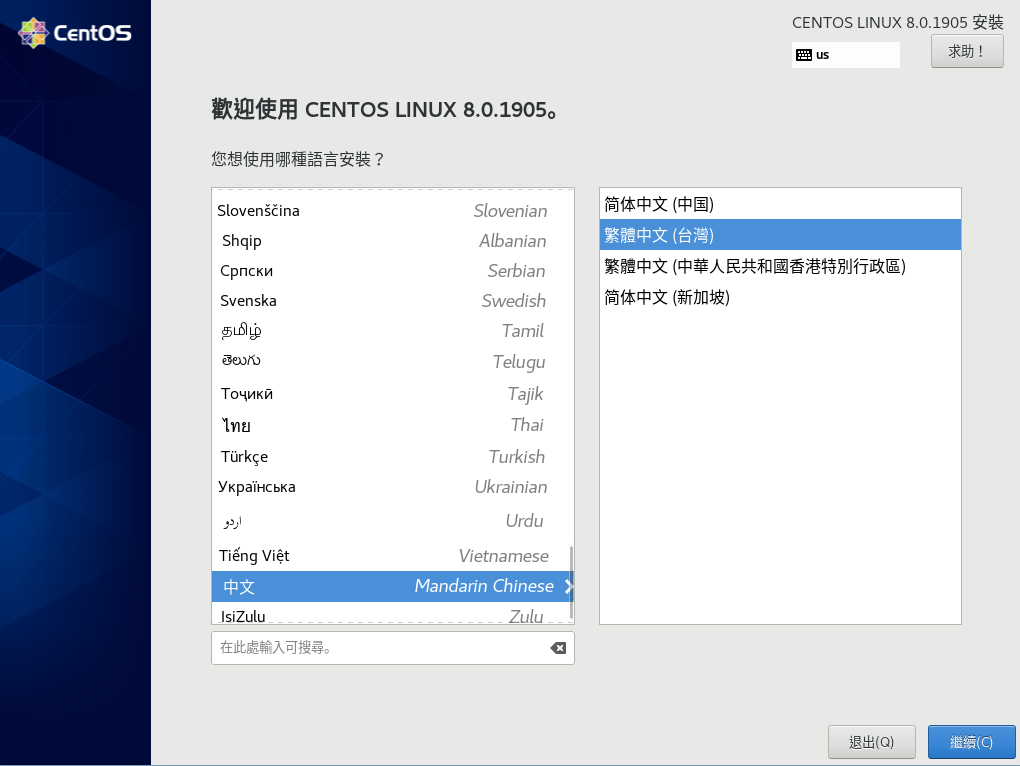 CentOS
CENTOS LINUX 8.0.1905 安裝
us
求助！
歡迎使用 CENTOS LINUX 8.0.1905。
您想使用哪種語言安裝？
Slovenščina Slovenian
Shqip Albanian
Српски Serbian
Svenska Swedish
தமிழ் Tamil
తెలుగు Telugu
Тоҷикӣ Tajik
ไทย Thai
Türkçe Turkish
Українська Ukrainian
اردو Urdu
Tiếng Việt Vietnamese
中文 Mandarin Chinese
IsiZulu Zulu
简体中文 (中国)
繁體中文 (台灣)
繁體中文 (中華人民共和國香港特別行政區)
简体中文 (新加坡)
在此處輸入可搜尋。
退出(Q)
繼續(C)